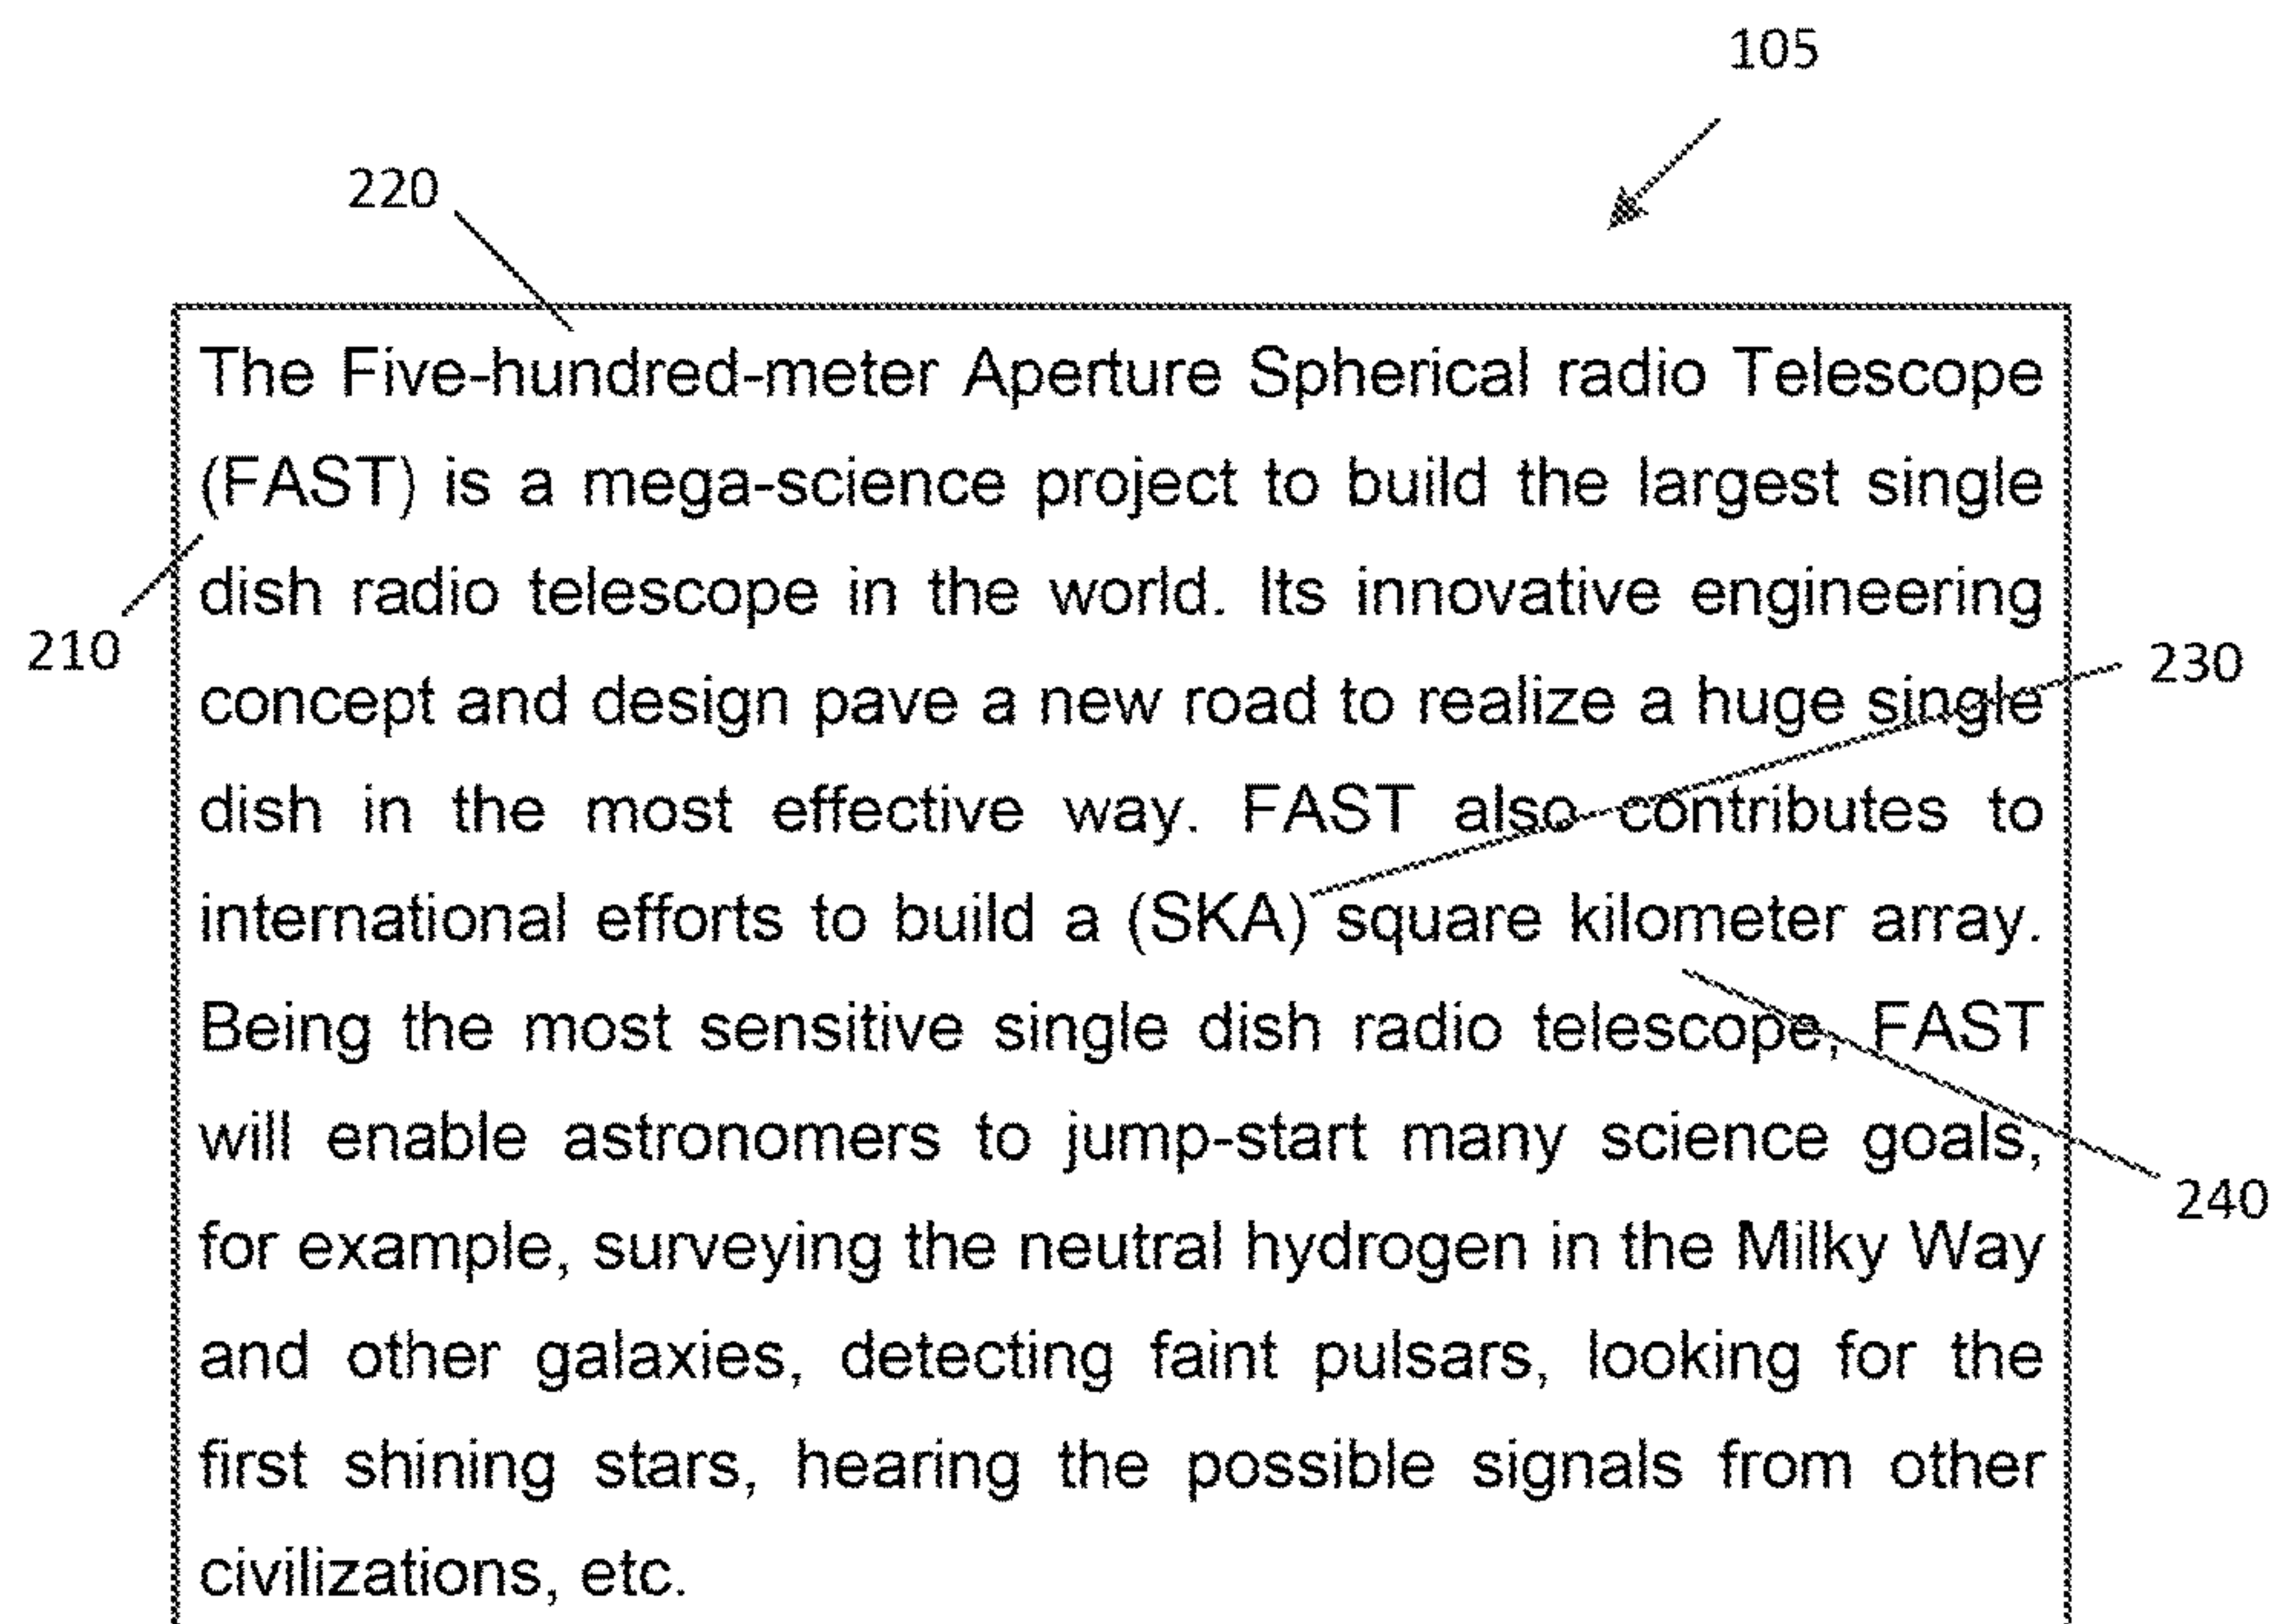 105
220
The Five-hundred-meter Aperture Spherical radio Telescope
(FAST) is a mega-science project to build the largest single
dish radio telescope in the world. Its innovative engineering
210
concept and design pave a new road to realize a huge single
230
dish in the most effective way. FAST also contributes to
international efforts to build a (SKA) square kilometer array.
Being the most sensitive single dish radio telescope, FAST
will enable astronomers to jump-start many science goals,
240
for example, surveying the neutral hydrogen in the Milky Way
and other galaxies, detecting faint pulsars, looking for the
first shining stars, hearing the possible signals from other
civilizations, etc.